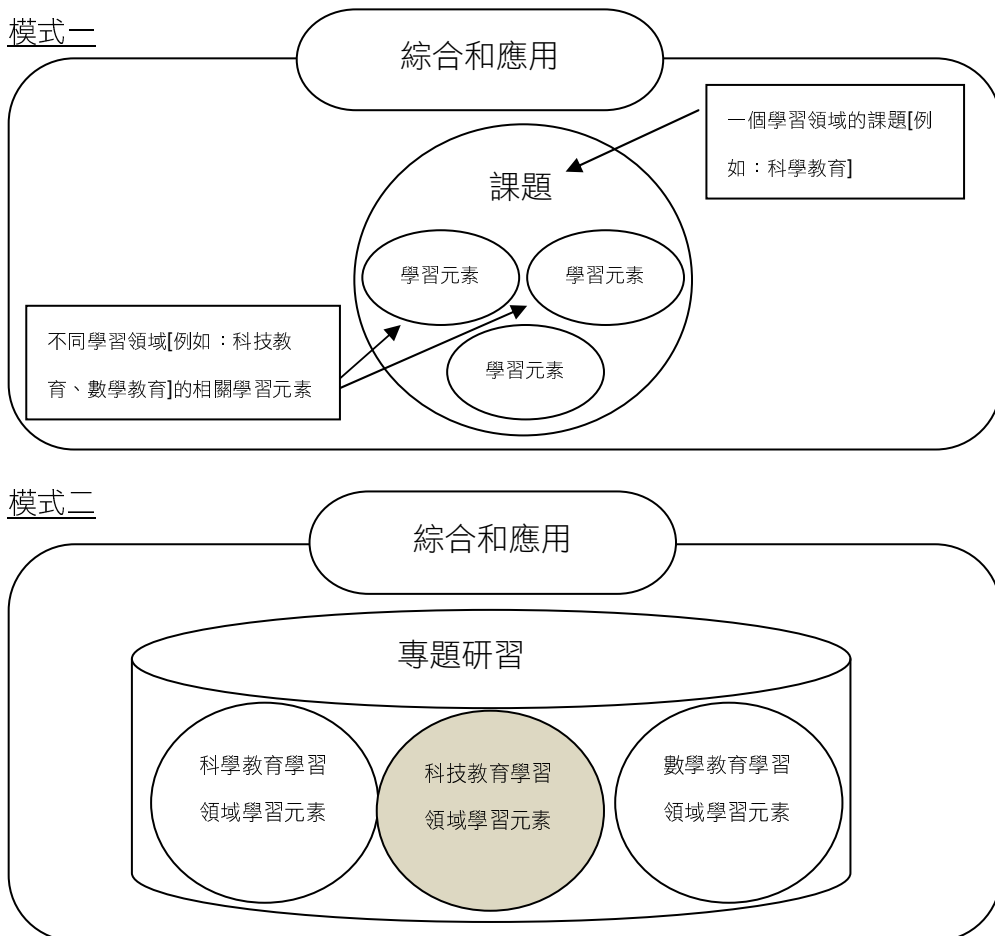 模式一
綜合和應用
一個學習領域的課題[例
如：科學教育]
課題
學習元素
學習元素
學習元素
不同學習領域[例如：科技教
育、數學教育]的相關學習元素
模式二
綜合和應用
專題研習
科學教育學習
領域學習元素
科技教育學習
領域學習元素
數學教育學習
領域學習元素